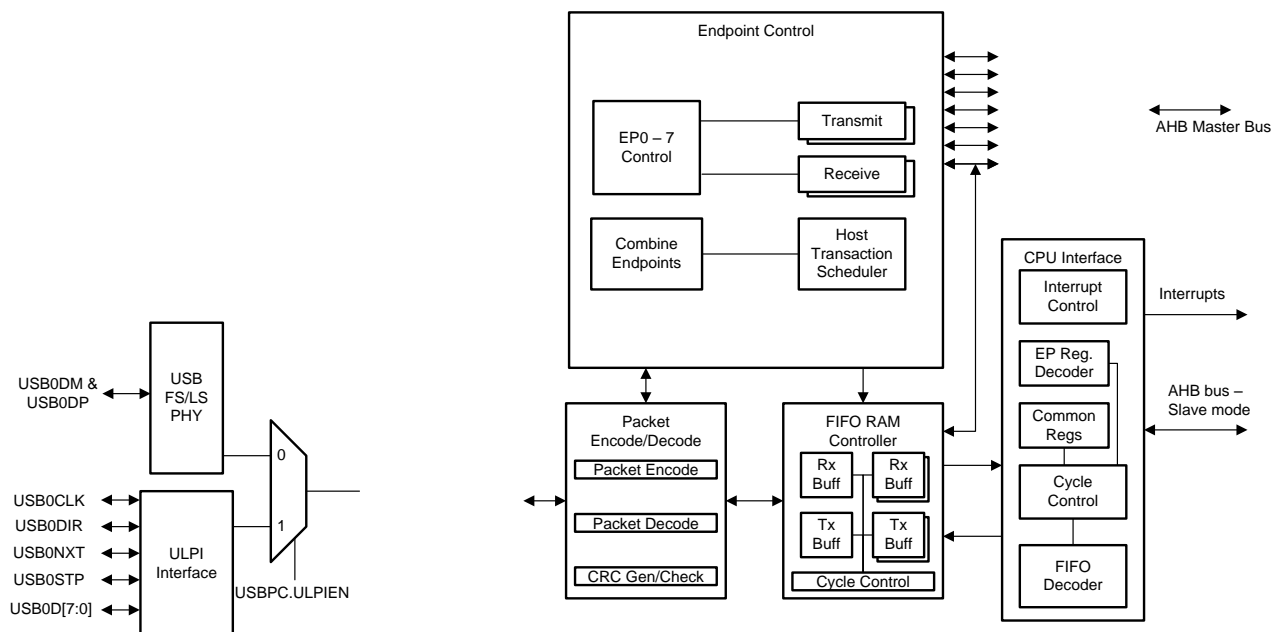 Endpoint Control
EP0 – 7
Control
Transmit
Receive
Combine
Endpoints
Host
Transaction
Scheduler
AHB Master Bus
CPU Interface
Interrupt
Control
EP Reg.
Decoder
Common
Regs
Cycle
Control
FIFO
Decoder
Interrupts
AHB bus –
Slave mode
USB0DM &
USB0DP
USB
FS/LS
PHY
0
1
USB0CLK
USB0DIR
USB0NXT
USB0STP
USB0D[7:0]
ULPI
Interface
USBPC.ULPIEN
Packet
Encode/Decode
Packet Encode
Packet Decode
CRC Gen/Check
FIFO RAM
Controller
Rx
Buff
Rx
Buff
Tx
Buff
Tx
Buff
Cycle Control